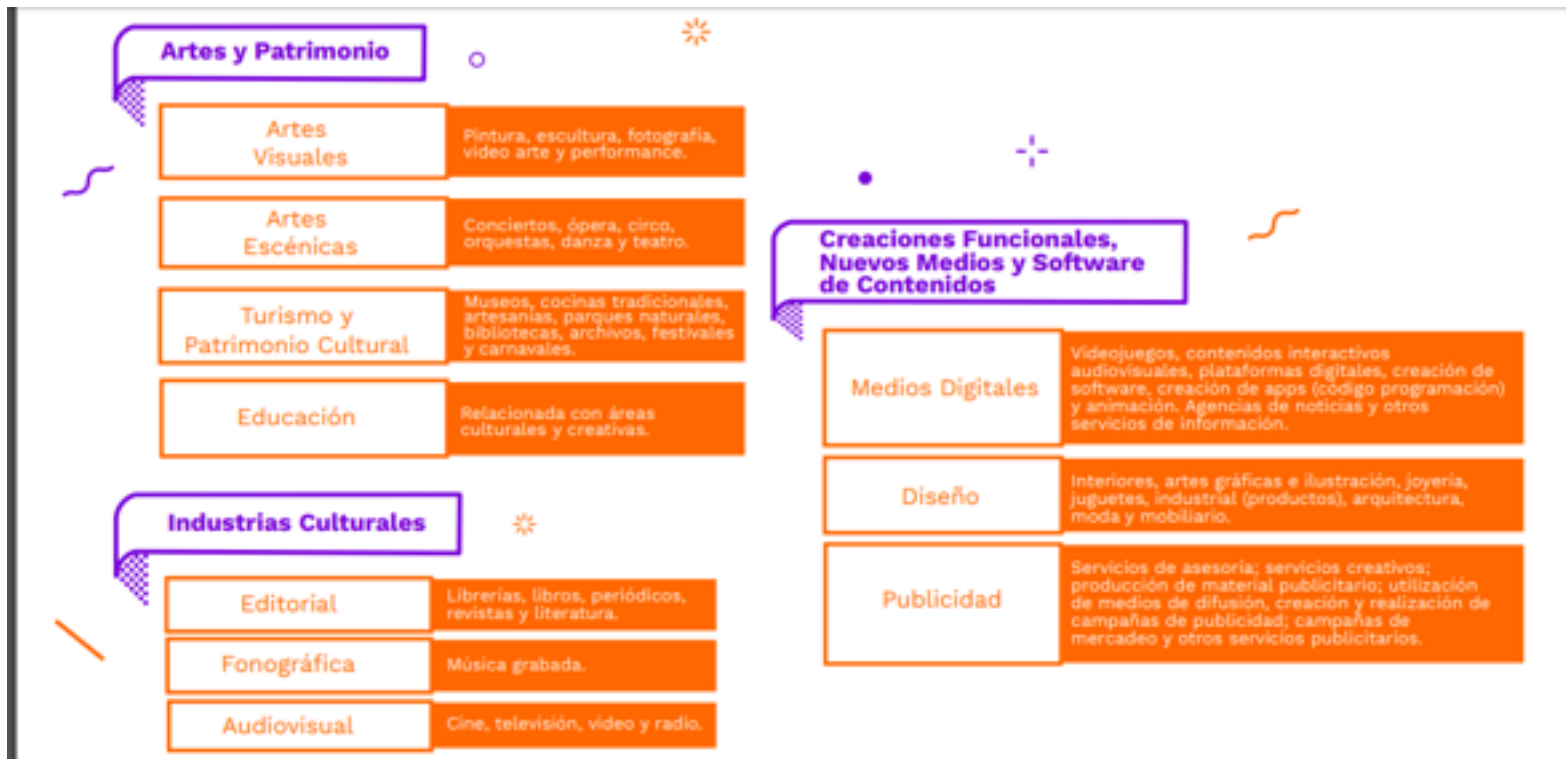 Artes y Patrimonio
Artes
Visuales
Pintura, escultura, fotografía,
video arte y performance.
Artes
Escénicas
Conciertos, ópera, circo,
orquestas, danza y teatro.
Turismo y
Patrimonio Cultural
Museos, cocinas tradicionales,
artesanías, parques naturales,
bibliotecas, archivos, festivales
y carnavales.
Educación
Relacionada con áreas
culturales y creativas.
Industrias Culturales
Editorial
Librerías, libros, periódicos,
revistas y literatura.
Fonográfica
Música grabada.
Audiovisual
Cine, televisión, video y radio.
Creaciones Funcionales,
Nuevos Medios y Software
de Contenidos
Medios Digitales
Videojuegos, contenidos interactivos
audiovisuales, plataformas digitales, creación de
software, creación de apps (código programación)
y animación. Agencias de noticias y otros
servicios de información.
Diseño
Interiores, artes gráficas e ilustración, joyería,
juguetes, industrial (productos), arquitectura,
moda y mobiliario.
Publicidad
Servicios de asesoría; servicios creativos;
producción de material publicitario; utilización
de medios de difusión, creación y realización de
campañas de publicidad; campañas de
mercadeo y otros servicios publicitarios.